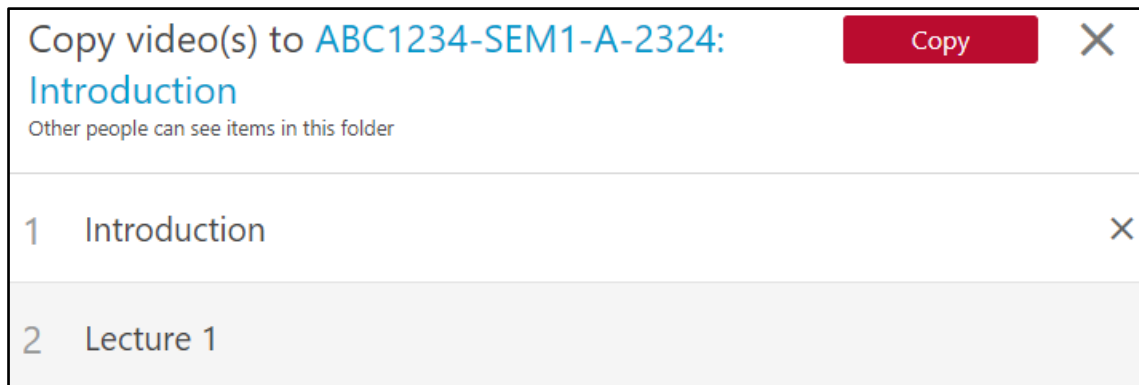 Copy video(s) to ABC1234-SEM1-A-2324:
Copy
Introduction
Other people can see items in this folder
1 Introduction
2 Lecture 1